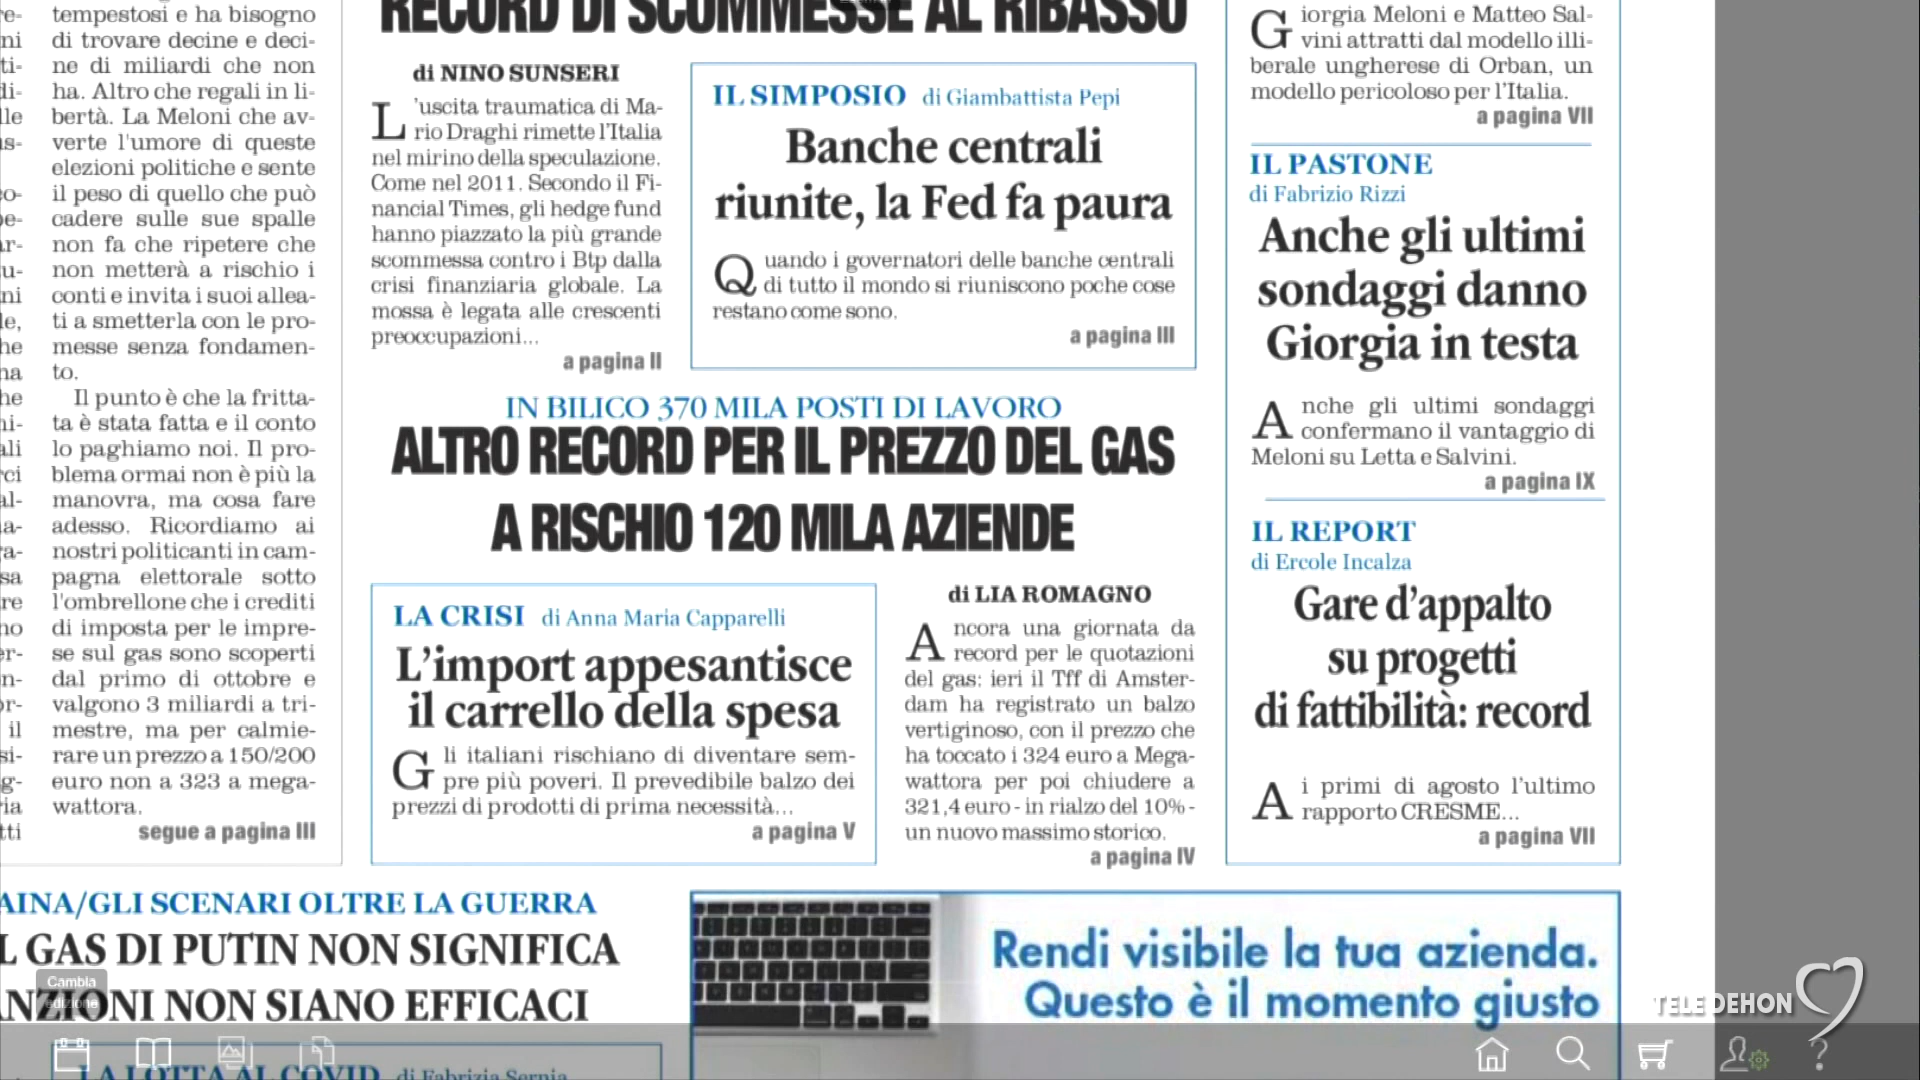 tempestosi e ha bisogno
di trovare decine e deci-
ne di miliardi che non
ha. Altro che regali in li-
bertà. La Meloni che av-
verte l'umore di queste
elezioni politiche e sente
il peso di quello che può
cadere sulle sue spalle
non fa che ripetere che
non metterà a rischio i
conti e invita i suoi allea-
ti a smetterla con le pro-
messe senza fondamen-
to.
Il punto è che la fritta-
ta è stata fatta e il conto
lo paghiamo noi. Il pro-
blema ormai non è più la
manovra, ma cosa fare
adesso. Ricordiamo ai
nostri politicanti in cam-
pagna elettorale sotto
l'ombrellone che i crediti
di imposta per le impre-
se sul gas sono scoperti
dal primo di ottobre e
valgono 3 miliardi a tri-
mestre, ma per calmie-
rare un prezzo a 150/200
euro non a 323 a mega-
wattora.
segue a pagina III
RECORD DI SCOMMESSE AL RIBASSO
di NINO SUNSERI
L'uscita traumatica di Ma-
rio Draghi rimette l'Italia
nel mirino della speculazione.
Come nel 2011. Secondo il Fi-
nancial Times, gli hedge fund
hanno piazzato la più grande
scommessa contro i Btp dalla
crisi finanziaria globale. La
mossa è legata alle crescenti
preoccupazioni...
a pagina II
IL SIMPOSIO di Giambattista Pepi
Banche centrali
riunite, la Fed fa paura
Quando i governatori delle banche centrali
di tutto il mondo si riuniscono poche cose
restano come sono.
a pagina III
IN BILICO 370 MILA POSTI DI LAVORO
ALTRO RECORD PER IL PREZZO DEL GAS
A RISCHIO 120 MILA AZIENDE
LA CRISI di Anna Maria Capparelli
L'import appesantisce
il carrello della spesa
Gli italiani rischiano di diventare sem-
pre più poveri. Il prevedibile balzo dei
prezzi di prodotti di prima necessità...
a pagina V
di LIA ROMAGNO
Ancora una giornata da
record per le quotazioni
del gas: ieri il Tff di Amster-
dam ha registrato un balzo
vertiginoso, con il prezzo che
ha toccato i 324 euro a Mega-
wattora per poi chiudere a
321,4 euro - in rialzo del 10% -
un nuovo massimo storico.
a pagina IV
Giorgia Meloni e Matteo Sal-
vini attratti dal modello illi-
berale ungherese di Orban, un
modello pericoloso per l'Italia.
a pagina VII
IL PASTONE
di Fabrizio Rizzi
Anche gli ultimi
sondaggi danno
Giorgia in testa
Anche gli ultimi sondaggi
confermano il vantaggio di
Meloni su Letta e Salvini.
a pagina IX
IL REPORT
di Ercole Incalza
Gare d'appalto
su progetti
di fattibilità: record
Ai primi di agosto l'ultimo
rapporto CRESME...
a pagina VII
AINA/GLI SCENARI OLTRE LA GUERRA
L GAS DI PUTIN NON SIGNIFICA
ANZIONI NON SIANO EFFICACI
Cambia
edizione
LA LOTTA AL COVID di Fabrizia Sernia
Rendi visibile la tua azienda.
Questo è il momento giusto
TELE DEHON
?